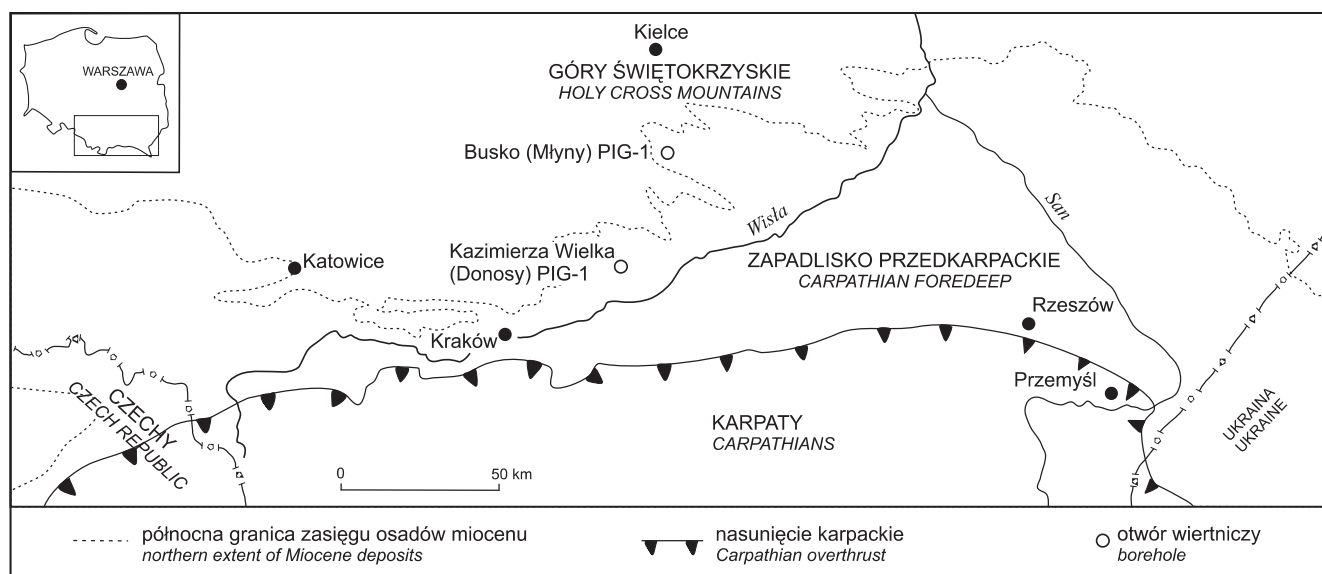 WARSZAWA
Kielce
GÓRY ŚWIĘTOKRZYSKIE
HOLY CROSS MOUNTAINS
Busko (Młyny) PIG-1
San
Wisła
Kazimierza Wielka
(Donosy) PIG-1
Katowice
ZAPADLISKO PRZEDKARPACKIE
CARPATHIAN FOREDEEP
Rzeszów
Kraków
Przemyśl
CZECHY
CZECH REPUBLIC
KARPATY
CARPATHIANS
UKRAINA
UKRAINE
0 50 km
północna granica zasięgu osadów miocenu
northern extent of Miocene deposits
nasunięcie karpackie
Carpathian overthrust
otwór wiertniczy
borehole